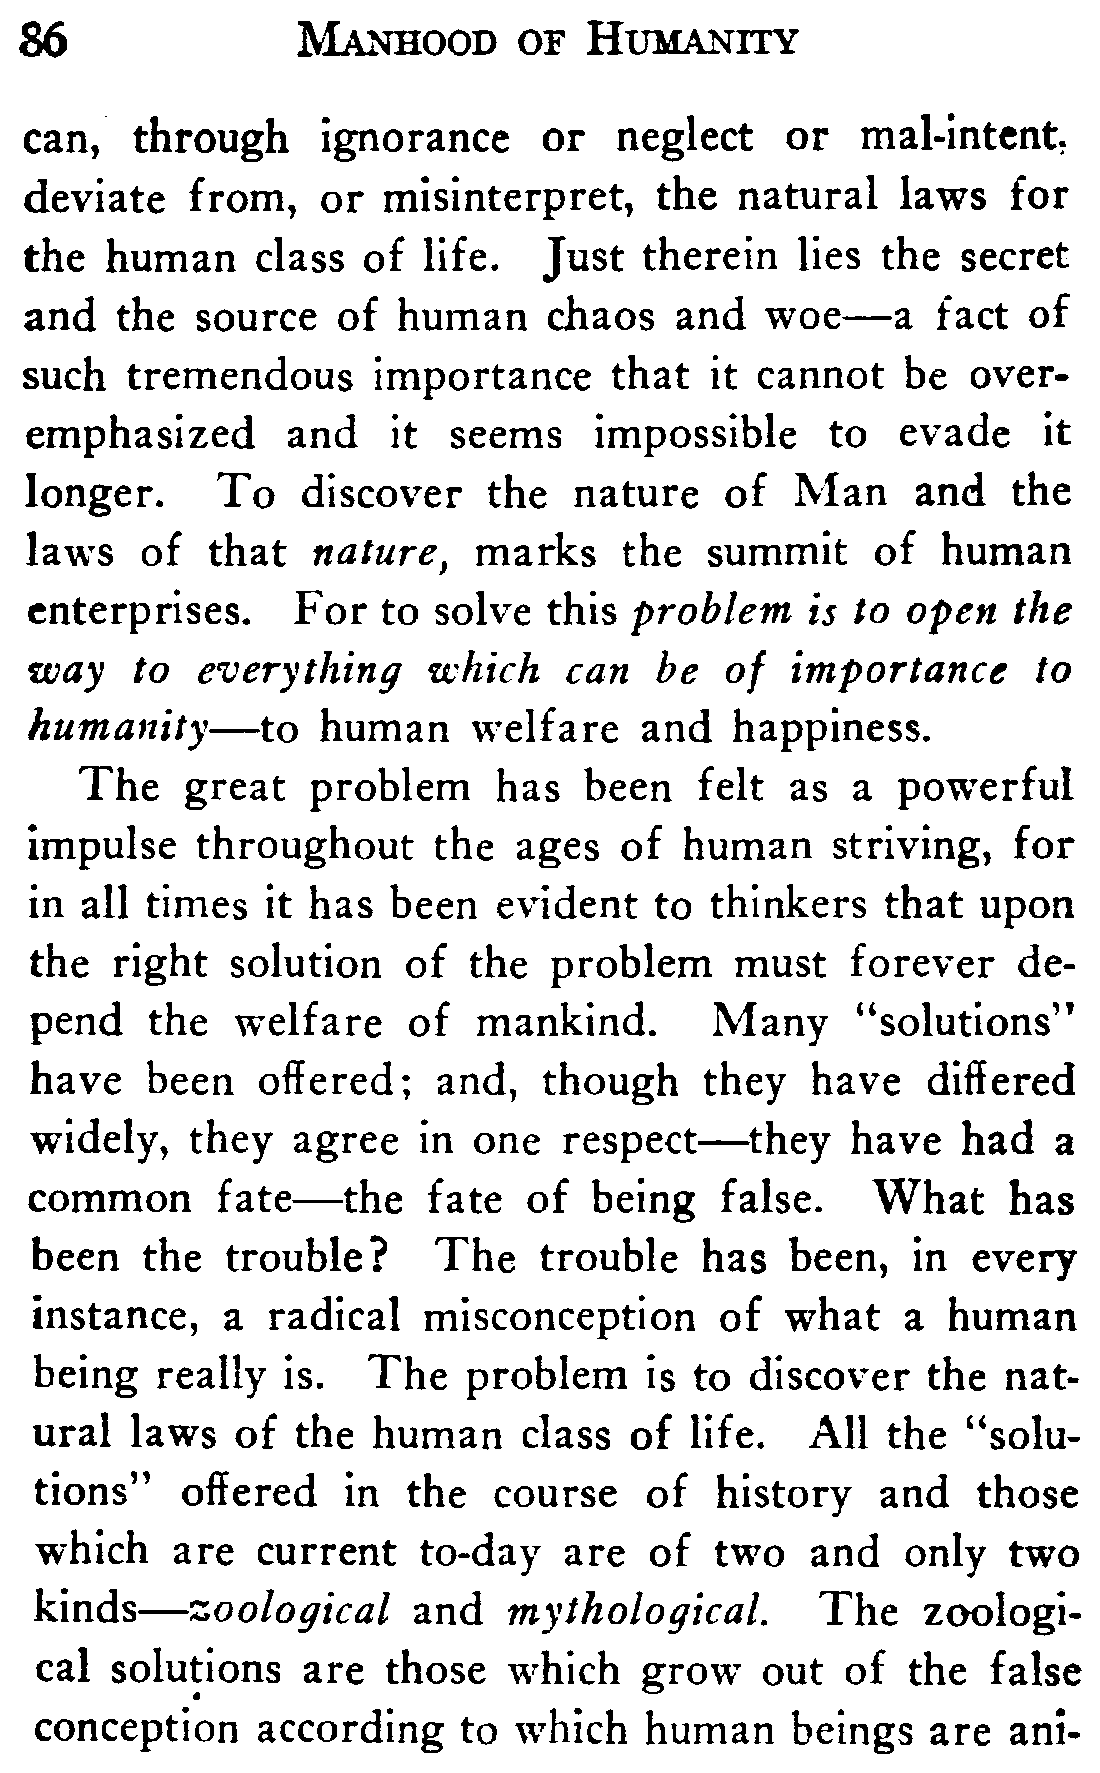 86 MANHOOD OF HUMANITY
can, through ignorance or neglect or mal-intent,
deviate from, or misinterpret, the natural laws for
the human class of life. Just therein lies the secret
and the source of human chaos and woe—a fact of
such tremendous importance that it cannot be over-
emphasized and it seems impossible to evade it
longer. To discover the nature of Man and the
laws of that nature, marks the summit of human
enterprises. For to solve this problem is to open the
way to everything which can be of importance to
humanity—to human welfare and happiness.
The great problem has been felt as a powerful
impulse throughout the ages of human striving, for
in all times it has been evident to thinkers that upon
the right solution of the problem must forever de-
pend the welfare of mankind. Many "solutions"
have been offered; and, though they have differed
widely, they agree in one respect—they have had a
common fate—the fate of being false. What has
been the trouble? The trouble has been, in every
instance, a radical misconception of what a human
being really is. The problem is to discover the nat-
ural laws of the human class of life. All the "solu-
tions" offered in the course of history and those
which are current to-day are of two and only two
kinds—zoological and mythological. The zoologi-
cal solutions are those which grow out of the false
conception according to which human beings are ani-